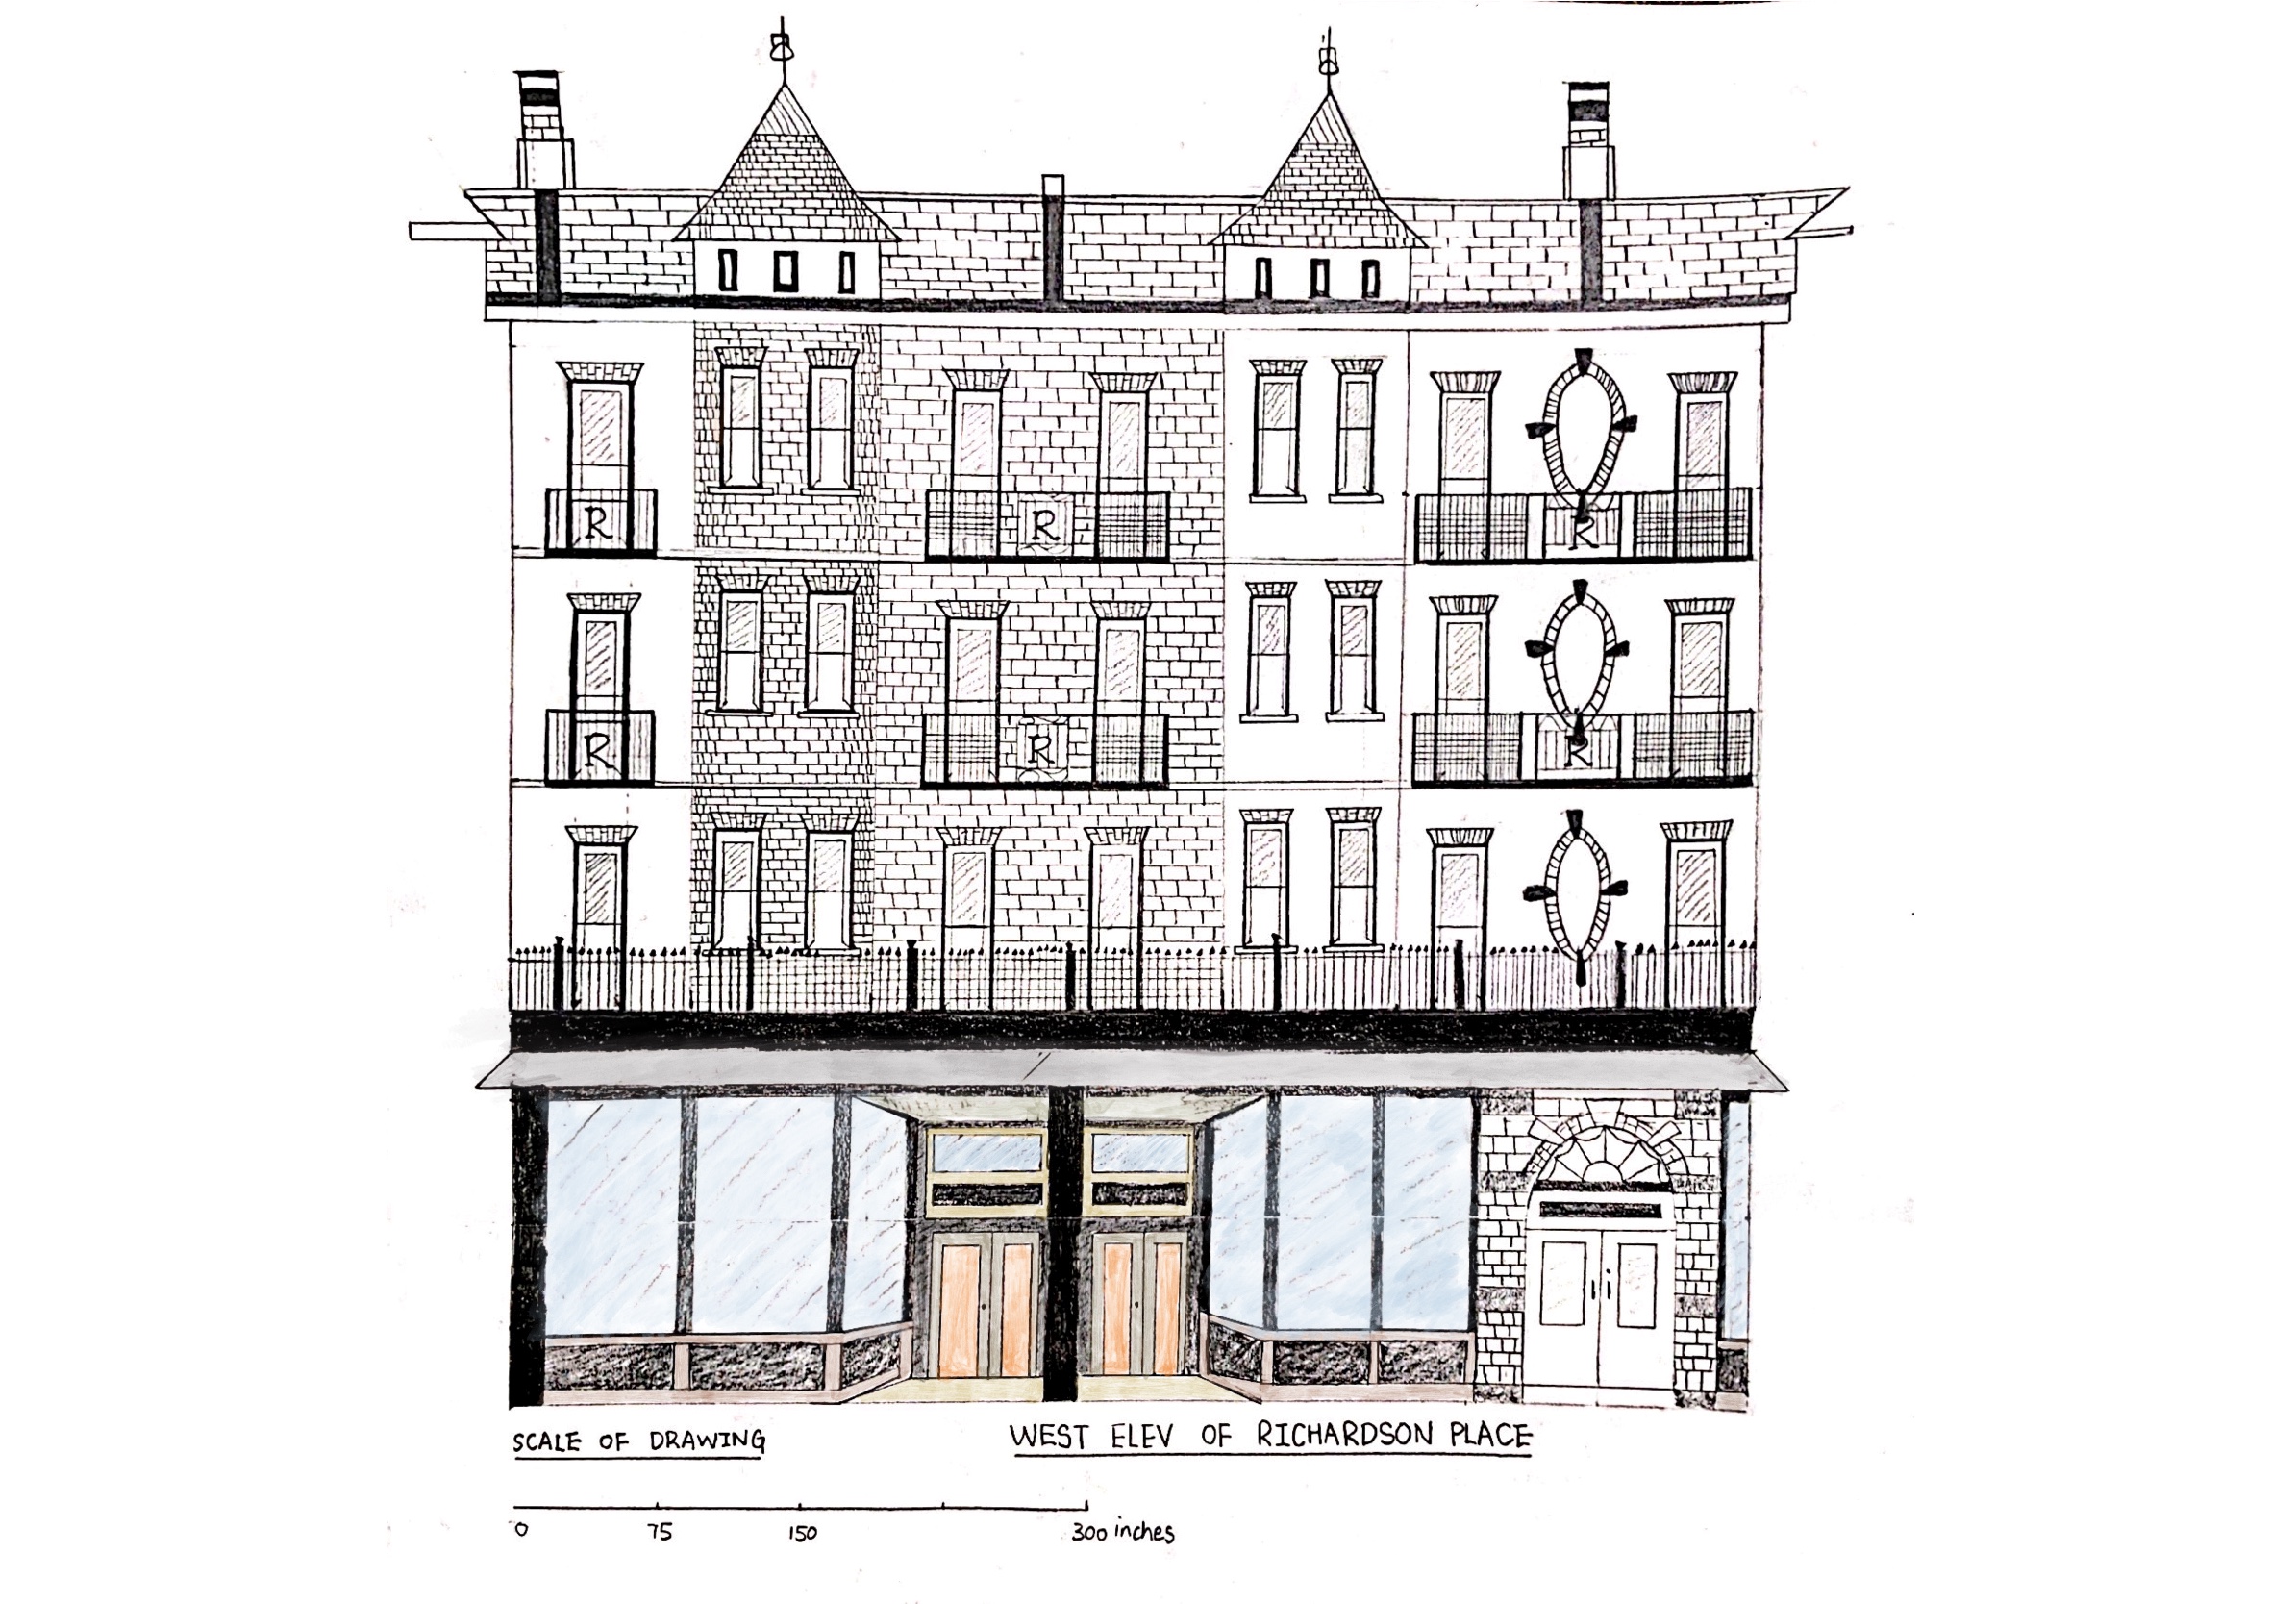 R R R
R R R
SCALE OF DRAWING
WEST ELEV OF RICHARDSON PLACE
0 75 150 300 inches